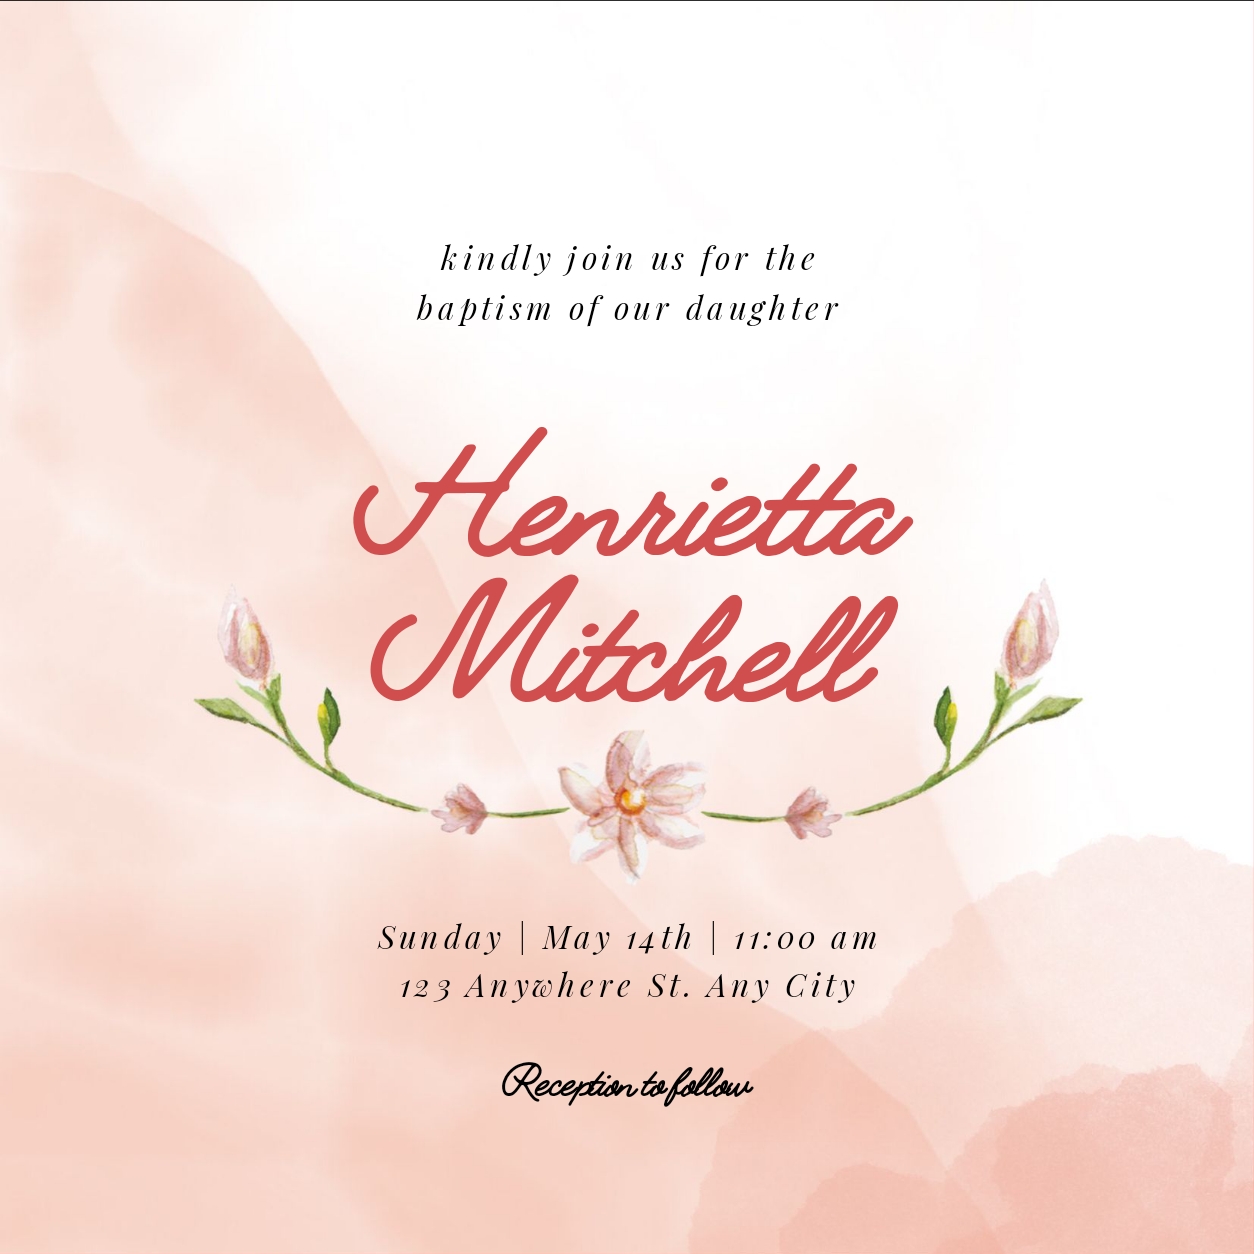 kindly join us for the
baptism of our daughter
Henrietta
Mitchell
Sunday | May 14th | 11:00 am
123 Anywhere St. Any City
Reception to follow